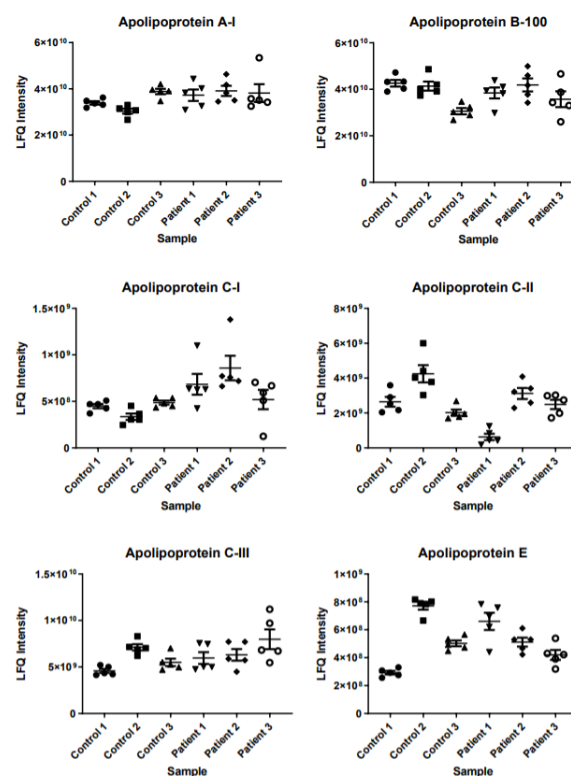 Apolipoprotein A-I
LFQ Intensity
6×10¹⁰
4×10¹⁰
2×10¹⁰
0
Control 1
Control 2
Control 3
Patient 1
Patient 2
Patient 3
Sample
Apolipoprotein B-100
LFQ Intensity
6×10¹⁰
4×10¹⁰
2×10¹⁰
0
Control 1
Control 2
Control 3
Patient 1
Patient 2
Patient 3
Sample
Apolipoprotein C-I
LFQ Intensity
1.5×10⁹
1.0×10⁹
5.0×10⁸
0
Control 1
Control 2
Control 3
Patient 1
Patient 2
Patient 3
Sample
Apolipoprotein C-II
LFQ Intensity
8×10⁹
6×10⁹
4×10⁹
2×10⁹
0
Control 1
Control 2
Control 3
Patient 1
Patient 2
Patient 3
Sample
Apolipoprotein C-III
LFQ Intensity
1.5×10¹⁰
1.0×10¹⁰
5.0×10⁹
0
Control 1
Control 2
Control 3
Patient 1
Patient 2
Patient 3
Sample
Apolipoprotein E
LFQ Intensity
1×10⁹
8×10⁸
6×10⁸
4×10⁸
2×10⁸
0
Control 1
Control 2
Control 3
Patient 1
Patient 2
Patient 3
Sample